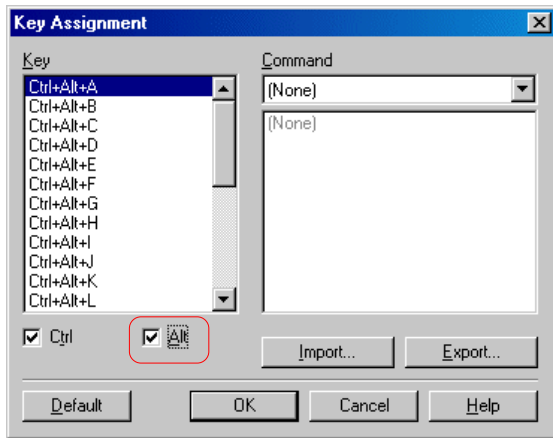 Key Assignment
Key
Ctrl+Alt+A
Ctrl+Alt+B
Ctrl+Alt+C
Ctrl+Alt+D
Ctrl+Alt+E
Ctrl+Alt+F
Ctrl+Alt+G
Ctrl+Alt+H
Ctrl+Alt+I
Ctrl+Alt+J
Ctrl+Alt+K
Ctrl+Alt+L
Ctrl
Alt
Command
(None)
(None)
Import...
Export...
Default
OK
Cancel
Help